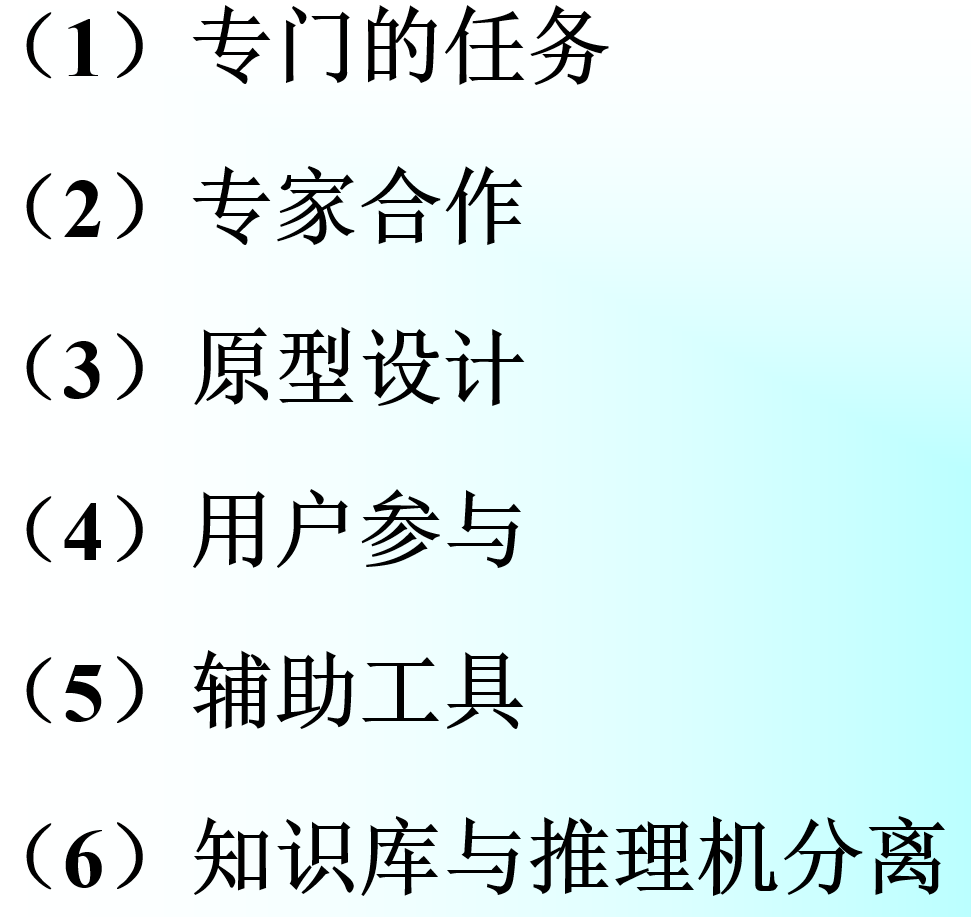 （1）专门的任务
（2）专家合作
（3）原型设计
（4）用户参与
（5）辅助工具
（6）知识库与推理机分离